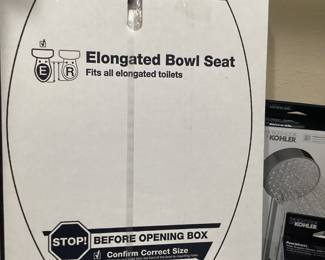 E R
Elongated Bowl Seat
Fits all elongated toilets
STOP!
BEFORE OPENING BOX
Confirm Correct Size
KOHLER
KOHLER